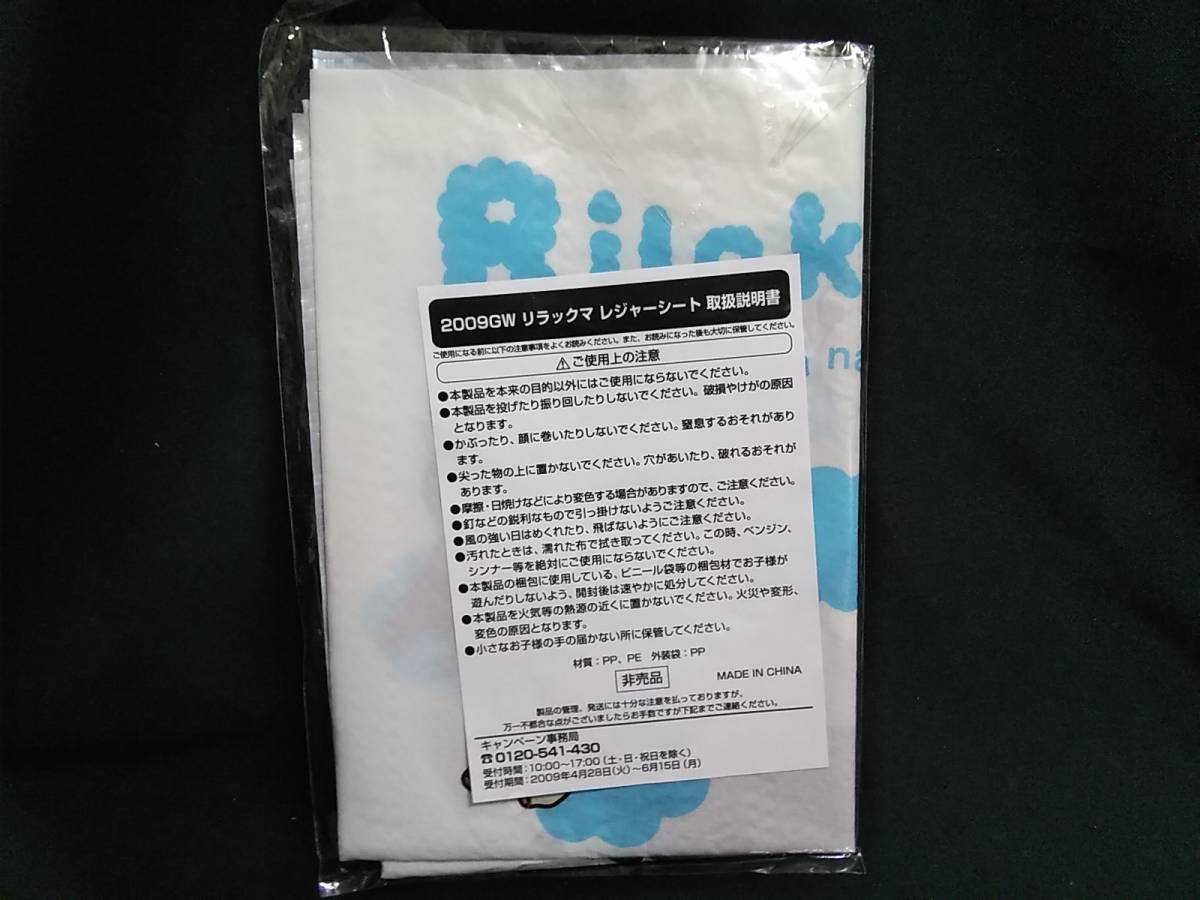 Rilak
2009GW リラックマ レジャーシート 取扱説明書
ご使用になる前に以下の注意事項をよくお読みください。また、お読みになった後も大切に保管してください。
⚠ご使用上の注意
na
●本製品を本来の目的以外にはご使用にならないでください。
●本製品を投げたり振り回したりしないでください。破損やけがの原因
となります。
●かぶったり、顔に巻いたりしないでください。窒息するおそれがあり
ます。
●尖った物の上に置かないでください。穴があいたり、破れるおそれが
あります。
●摩擦・日焼けなどにより変色する場合がありますので、ご注意ください。
●釘などの鋭利なもので引っ掛けないようご注意ください。
●風の強い日はめくれたり、飛ばないようにご注意ください。
●汚れたときは、濡れた布で拭き取ってください。この時、ベンジン、
シンナー等を絶対にご使用にならないでください。
●本製品の梱包に使用している、ビニール袋等の梱包材でお子様が
遊んだりしないよう、開封後は速やかに処分してください。
●本製品を火気等の熱源の近くに置かないでください。火災や変形、
変色の原因となります。
●小さなお子様の手の届かない所に保管してください。
材質：PP、PE 外装袋：PP
非売品
MADE IN CHINA
製品の管理、発送には十分な注意を払っておりますが、
万一不都合な点がございましたらお手数ですが下記までご連絡ください。
キャンペーン事務局
☎0120-541-430
受付時間：10:00〜17:00（土・日・祝日を除く）
受付期間：2009年4月28日（火）〜6月15日（月）